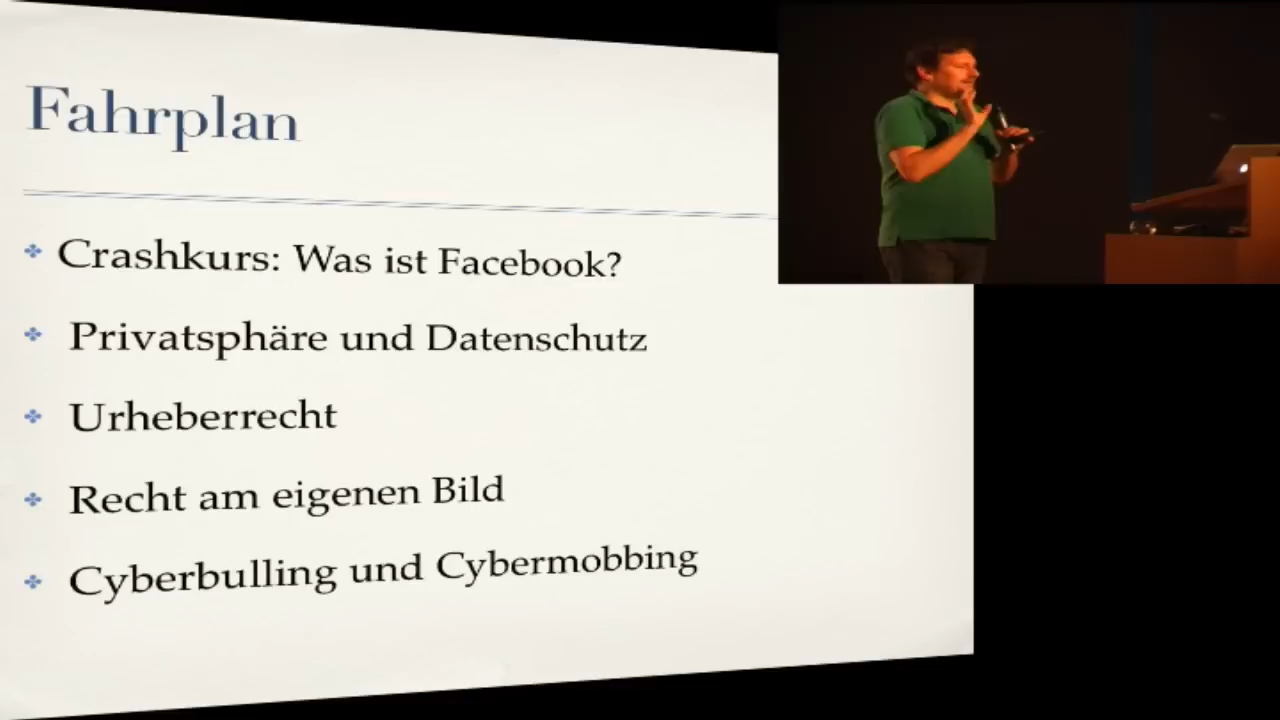 Fahrplan
Crashkurs: Was ist Facebook?
Privatsphäre und Datenschutz
Urheberrecht
Recht am eigenen Bild
Cyberbulling und Cybermobbing